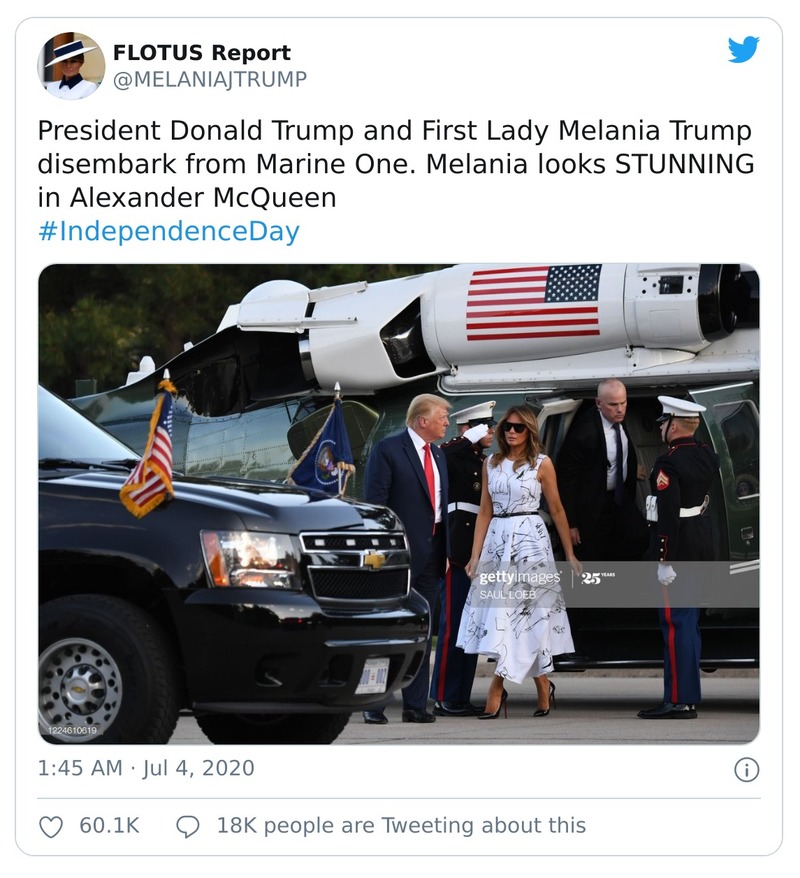 FLOTUS Report
@MELANIAJTRUMP
President Donald Trump and First Lady Melania Trump
disembark from Marine One. Melania looks STUNNING
in Alexander McQueen
#IndependenceDay
gettyimages® | 25 YEARS
SAUL LOEB
1224610619
1:45 AM · Jul 4, 2020
60.1K 18K people are Tweeting about this